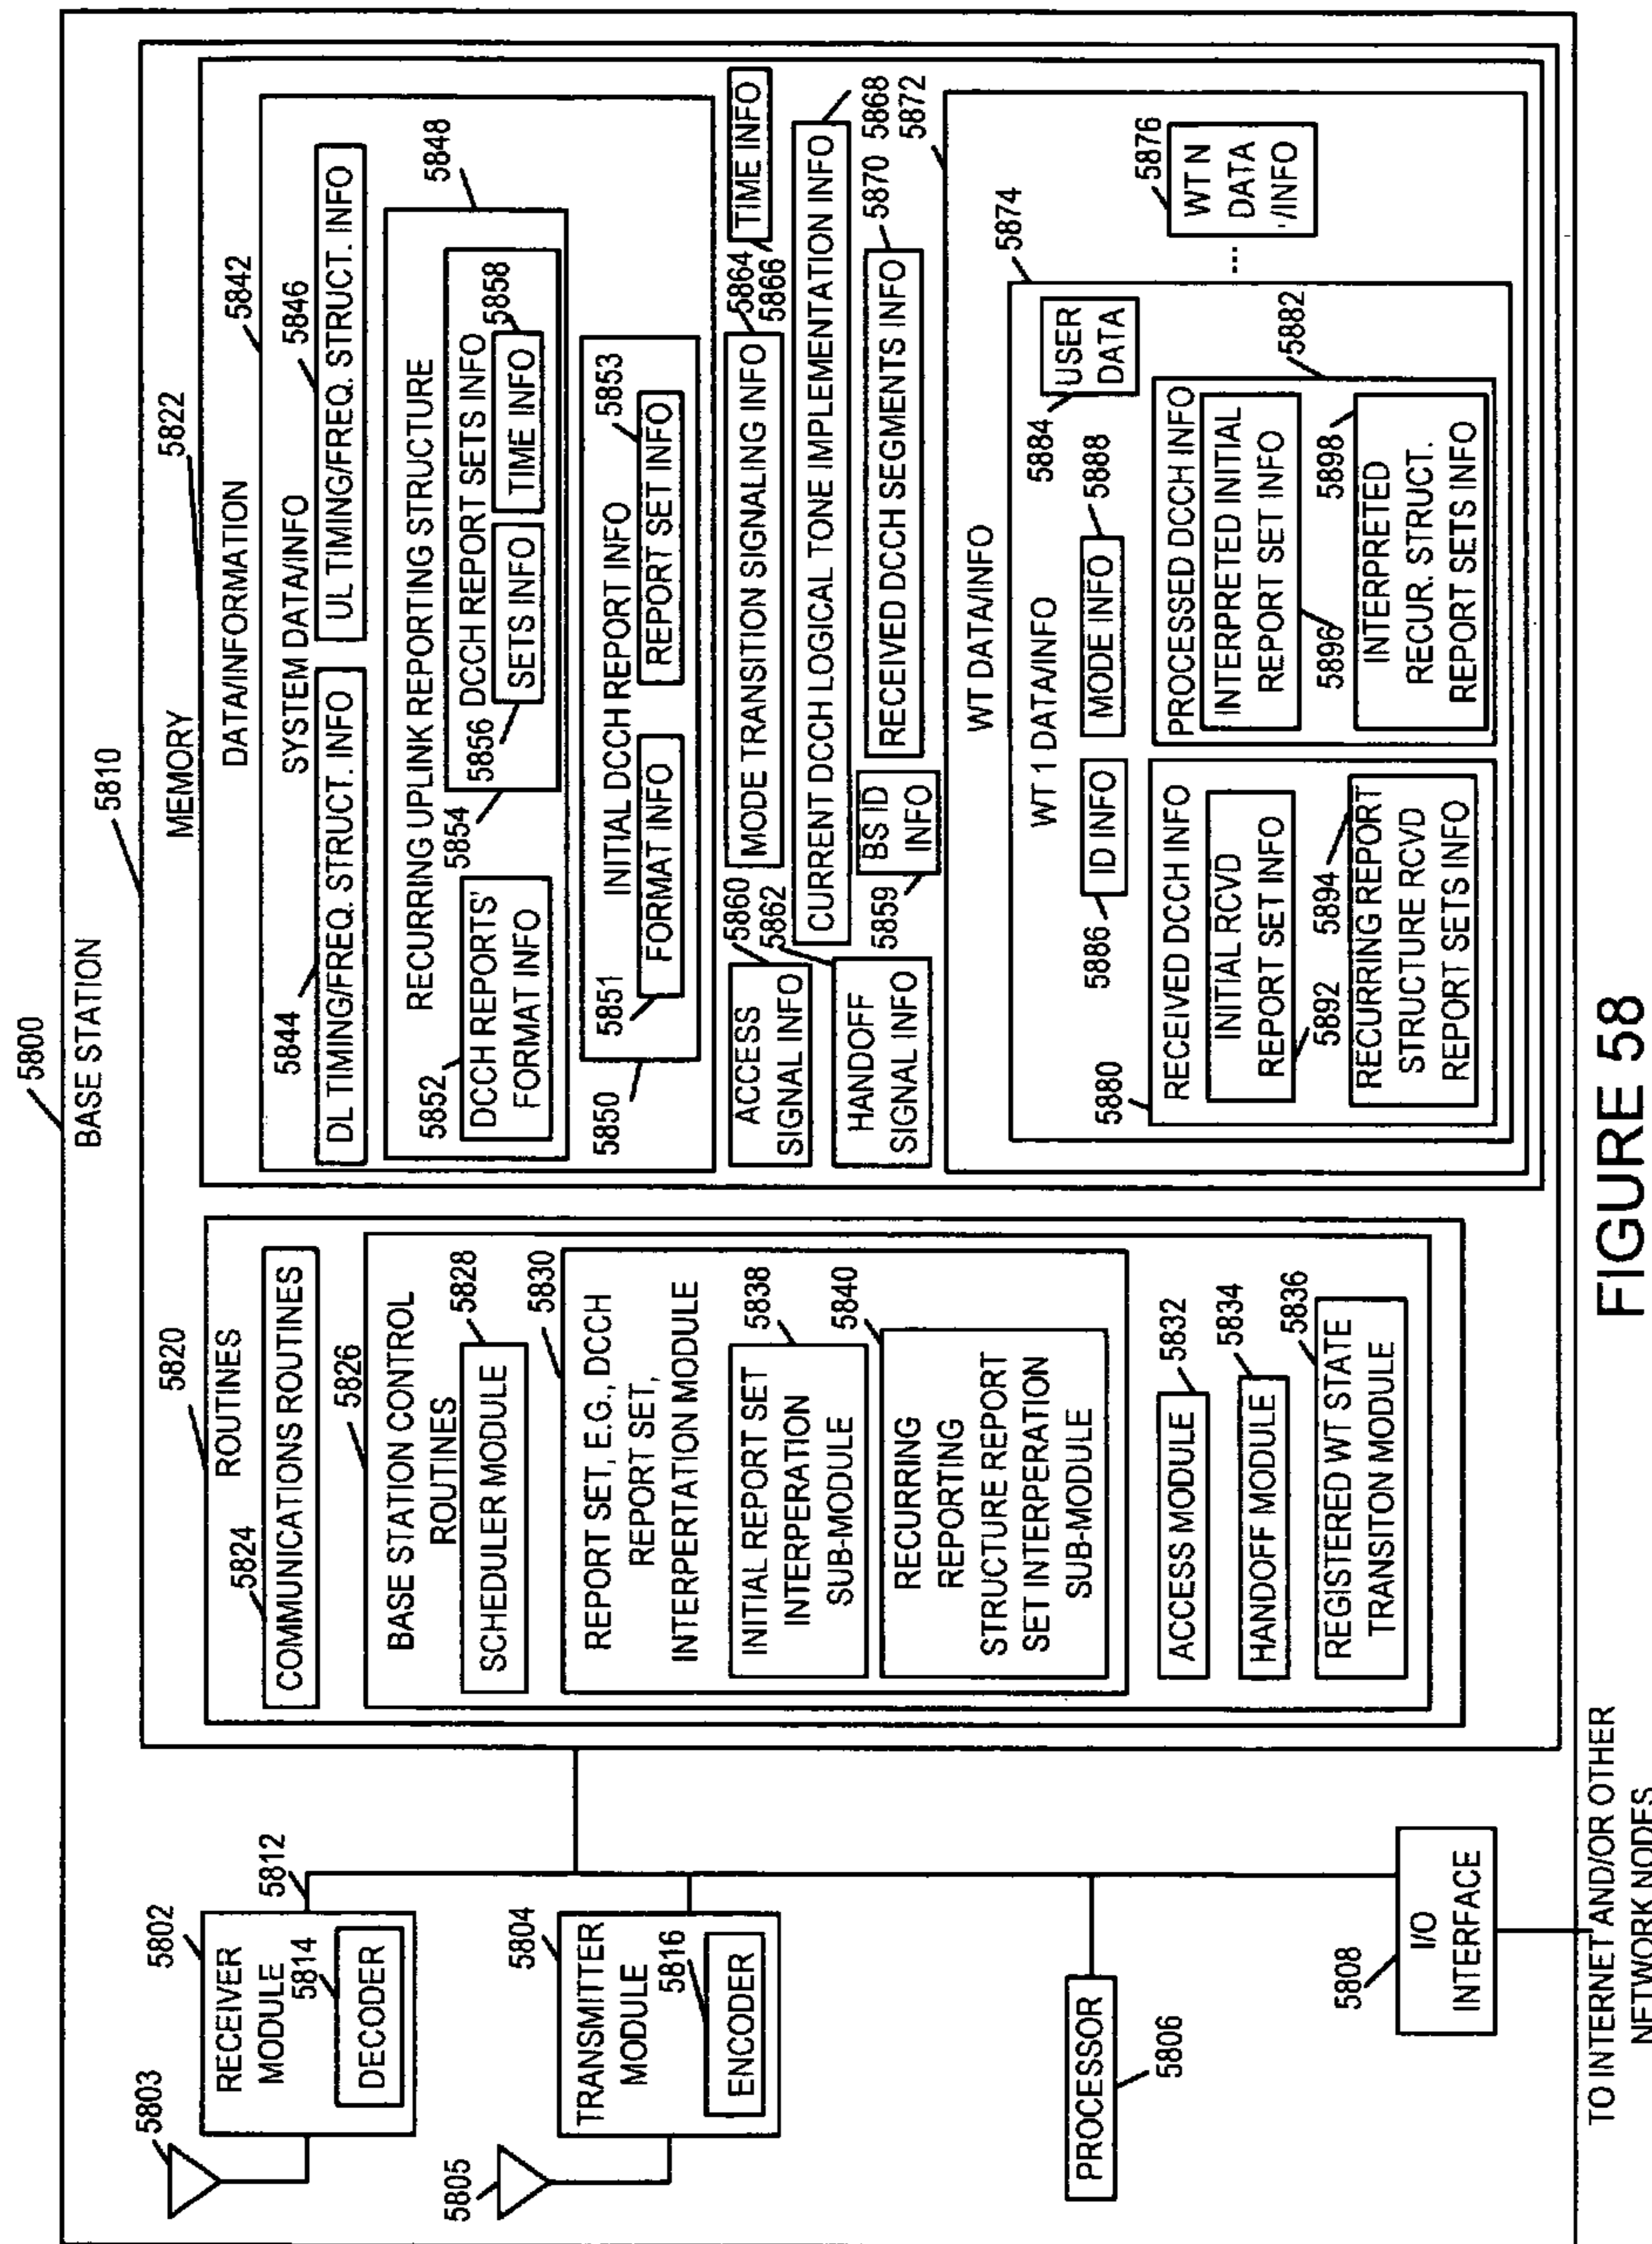 5800
BASE STATION
5803
5802
RECEIVER
MODULE
5814
DECODER
5812
5805
5804
TRANSMITTER
MODULE
5816
ENCODER
PROCESSOR
5806
5808
I/O
INTERFACE
TO INTERNET AND/OR OTHER
NETWORK NODES
5810
MEMORY
5820
ROUTINES
5824
COMMUNICATIONS ROUTINES
5826
BASE STATION CONTROL
ROUTINES
5828
SCHEDULER MODULE
5830
REPORT SET, E.G., DCCH
REPORT SET,
INTERPERTATION MODULE
5838
INITIAL REPORT SET
INTERPERATION
SUB-MODULE
5840
RECURRING
REPORTING
STRUCTURE REPORT
SET INTERPERATION
SUB-MODULE
5832
ACCESS MODULE
5834
HANDOFF MODULE
5836
REGISTERED WT STATE
TRANSITON MODULE
5822
DATA/INFORMATION
5842
SYSTEM DATA/INFO
5844
DL TIMING/FREQ. STRUCT. INFO
5846
UL TIMING/FREQ. STRUCT. INFO
5848
RECURRING UPLINK REPORTING STRUCTURE
5852
DCCH REPORTS'
FORMAT INFO
5854
5856
DCCH REPORT SETS INFO
SETS INFO
5858
TIME INFO
5850
INITIAL DCCH REPORT INFO
5851
FORMAT INFO
5853
REPORT SET INFO
ACCESS
SIGNAL INFO
5860
5862
HANDOFF
SIGNAL INFO
MODE TRANSITION SIGNALING INFO
5864
5866
TIME INFO
CURRENT DCCH LOGICAL TONE IMPLEMENTATION INFO
5868
5859
BS ID
INFO
RECEIVED DCCH SEGMENTS INFO
5870
5872
WT DATA/INFO
5874
WT 1 DATA/INFO
5884
USER
DATA
5886
ID INFO
MODE INFO
5888
5880
RECEIVED DCCH INFO
INITIAL RCVD
REPORT SET INFO
5892
5894
RECURRING REPORT
STRUCTURE RCVD
REPORT SETS INFO
5882
PROCESSED DCCH INFO
INTERPRETED INITIAL
REPORT SET INFO
5896
5898
INTERPRETED
RECUR. STRUCT.
REPORT SETS INFO
...
5876
WT N
DATA
/INFO
FIGURE 58